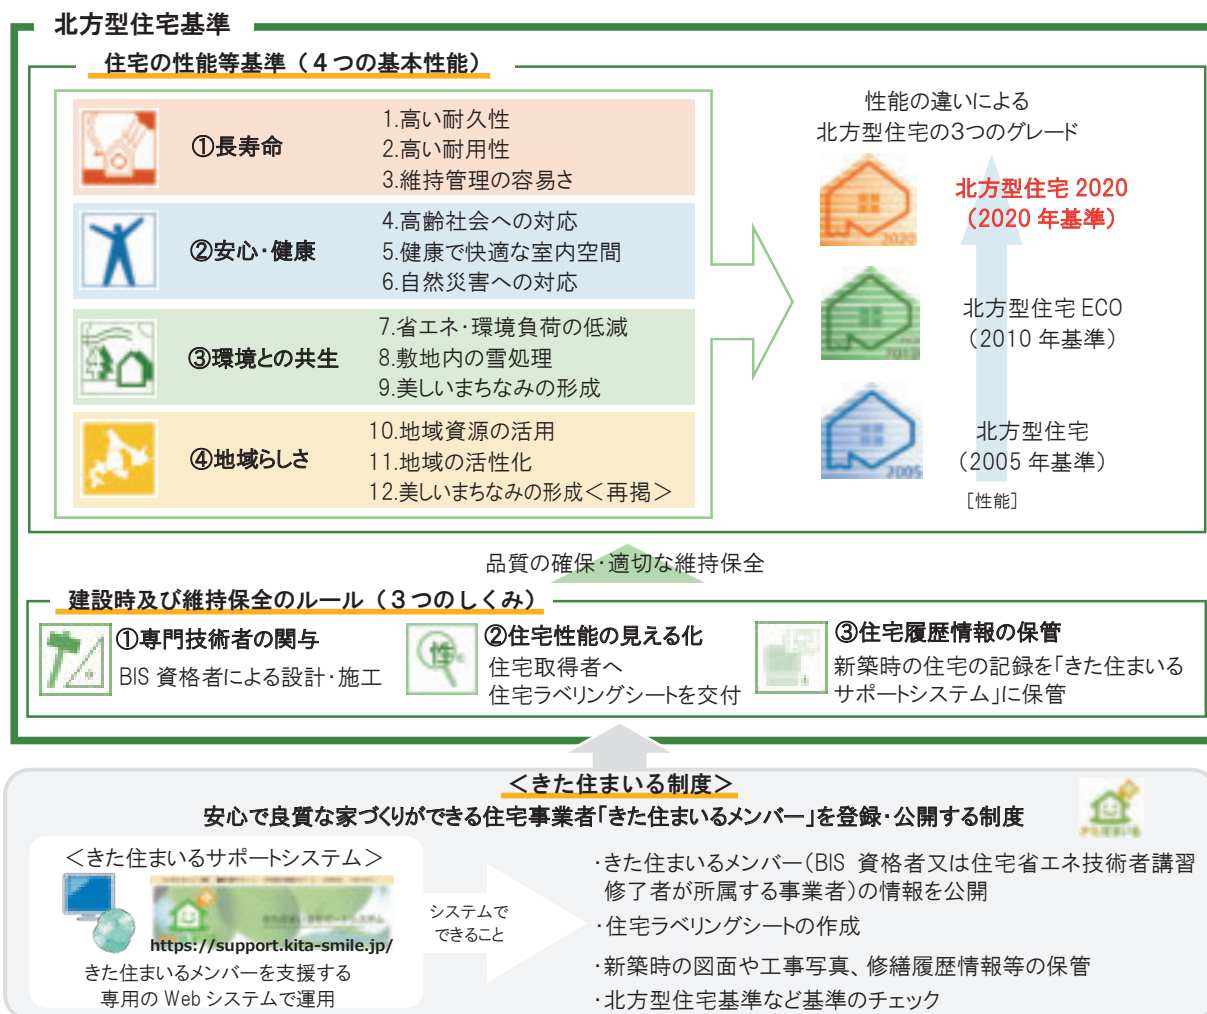 北方型住宅基準
住宅の性能等基準（４つの基本性能）
①長寿命
1.高い耐久性
2.高い耐用性
3.維持管理の容易さ
②安心・健康
4.高齢社会への対応
5.健康で快適な室内空間
6.自然災害への対応
③環境との共生
7.省エネ・環境負荷の低減
8.敷地内の雪処理
9.美しいまちなみの形成
④地域らしさ
10.地域資源の活用
11.地域の活性化
12.美しいまちなみの形成＜再掲＞
性能の違いによる
北方型住宅の3つのグレード
2020
北方型住宅 2020
（2020 年基準）
2010
北方型住宅 ECO
（2010 年基準）
2005
北方型住宅
（2005 年基準）
［性能］
品質の確保・適切な維持保全
建設時及び維持保全のルール（３つのしくみ）
①専門技術者の関与
BIS 資格者による設計・施工
性
②住宅性能の見える化
住宅取得者へ
住宅ラベリングシートを交付
③住宅履歴情報の保管
新築時の住宅の記録を「きた住まいる
サポートシステム」に保管
＜きた住まいる制度＞
安心で良質な家づくりができる住宅事業者「きた住まいるメンバー」を登録・公開する制度
きた住まいる
＜きた住まいるサポートシステム＞
きた住まいるサポートシステム
https://support.kita-smile.jp/
きた住まいるメンバーを支援する
専用の Web システムで運用
システムで
できること
・きた住まいるメンバー（BIS 資格者又は住宅省エネ技術者講習
修了者が所属する事業者）の情報を公開
・住宅ラベリングシートの作成
・新築時の図面や工事写真、修繕履歴情報等の保管
・北方型住宅基準など基準のチェック